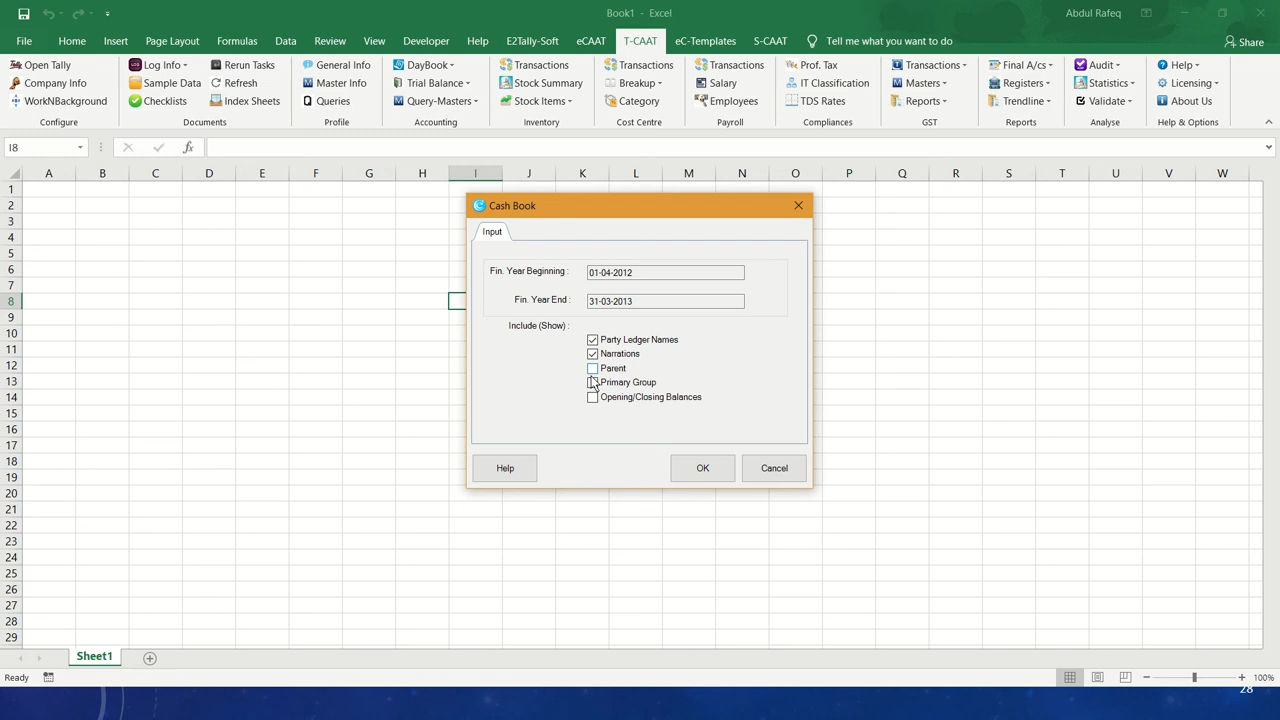 Book1 - Excel
Abdul Rafeq
File Home Insert Page Layout Formulas Data Review View Developer Help E2Tally-Soft eCAAT T-CAAT eC-Templates S-CAAT Tell me what you want to do Share
Open Tally Log Info Rerun Tasks General Info DayBook Transactions Transactions Transactions Prof. Tax Transactions Final A/cs Audit Help
Company Info Sample Data Refresh Master Info Trial Balance Stock Summary Breakup Salary IT Classification Masters Registers Statistics Licensing
WorkNBackground Checklists Index Sheets Queries Query-Masters Stock Items Category Employees TDS Rates Reports Trendline Validate About Us
Configure Documents Profile Accounting Inventory Cost Centre Payroll Compliances GST Reports Analyse Help & Options
I8 fx
A B C D E F G H I J K L M N O P Q R S T U V W
1
2
Cash Book
3
Input
4
5
6
Fin. Year Beginning : 01-04-2012
7
8
Fin. Year End : 31-03-2013
9
Include (Show) :
10
Party Ledger Names
11
Narrations
12
Parent
13
Primary Group
14
Opening/Closing Balances
15
16
17
18
Help OK Cancel
19
20
21
22
23
24
25
26
27
28
29
Sheet1
Ready 100%
28